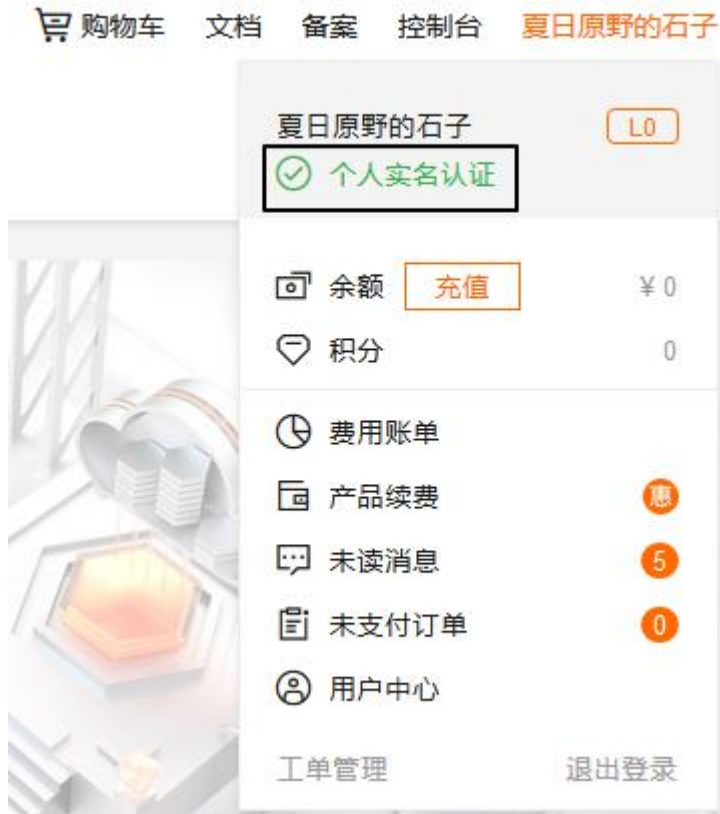 购物车 文档 备案 控制台 夏日原野的石子
夏日原野的石子 L0
个人实名认证
余额 充值 ¥ 0
积分 0
费用账单
产品续费 惠
未读消息 5
未支付订单 0
用户中心
工单管理 退出登录